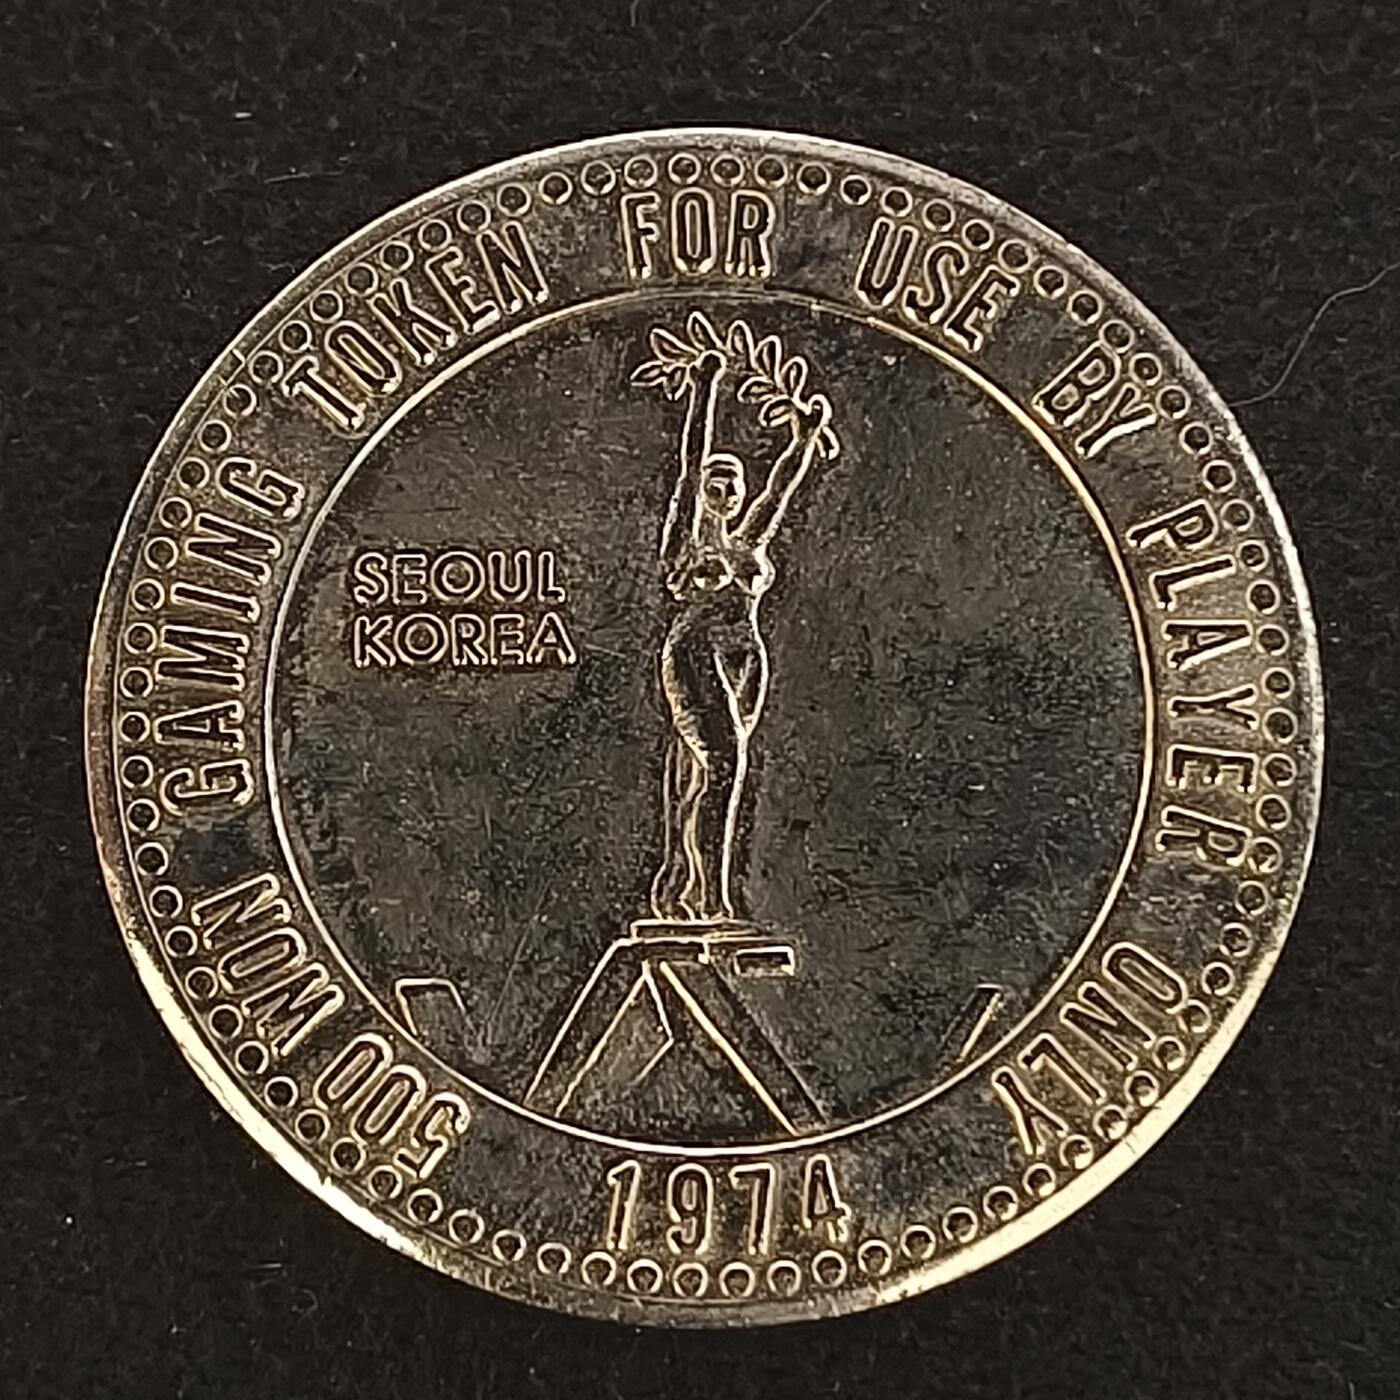 500 WON GAMING TOKEN FOR USE BY PLAYER ONLY
SEOUL
KOREA
1974